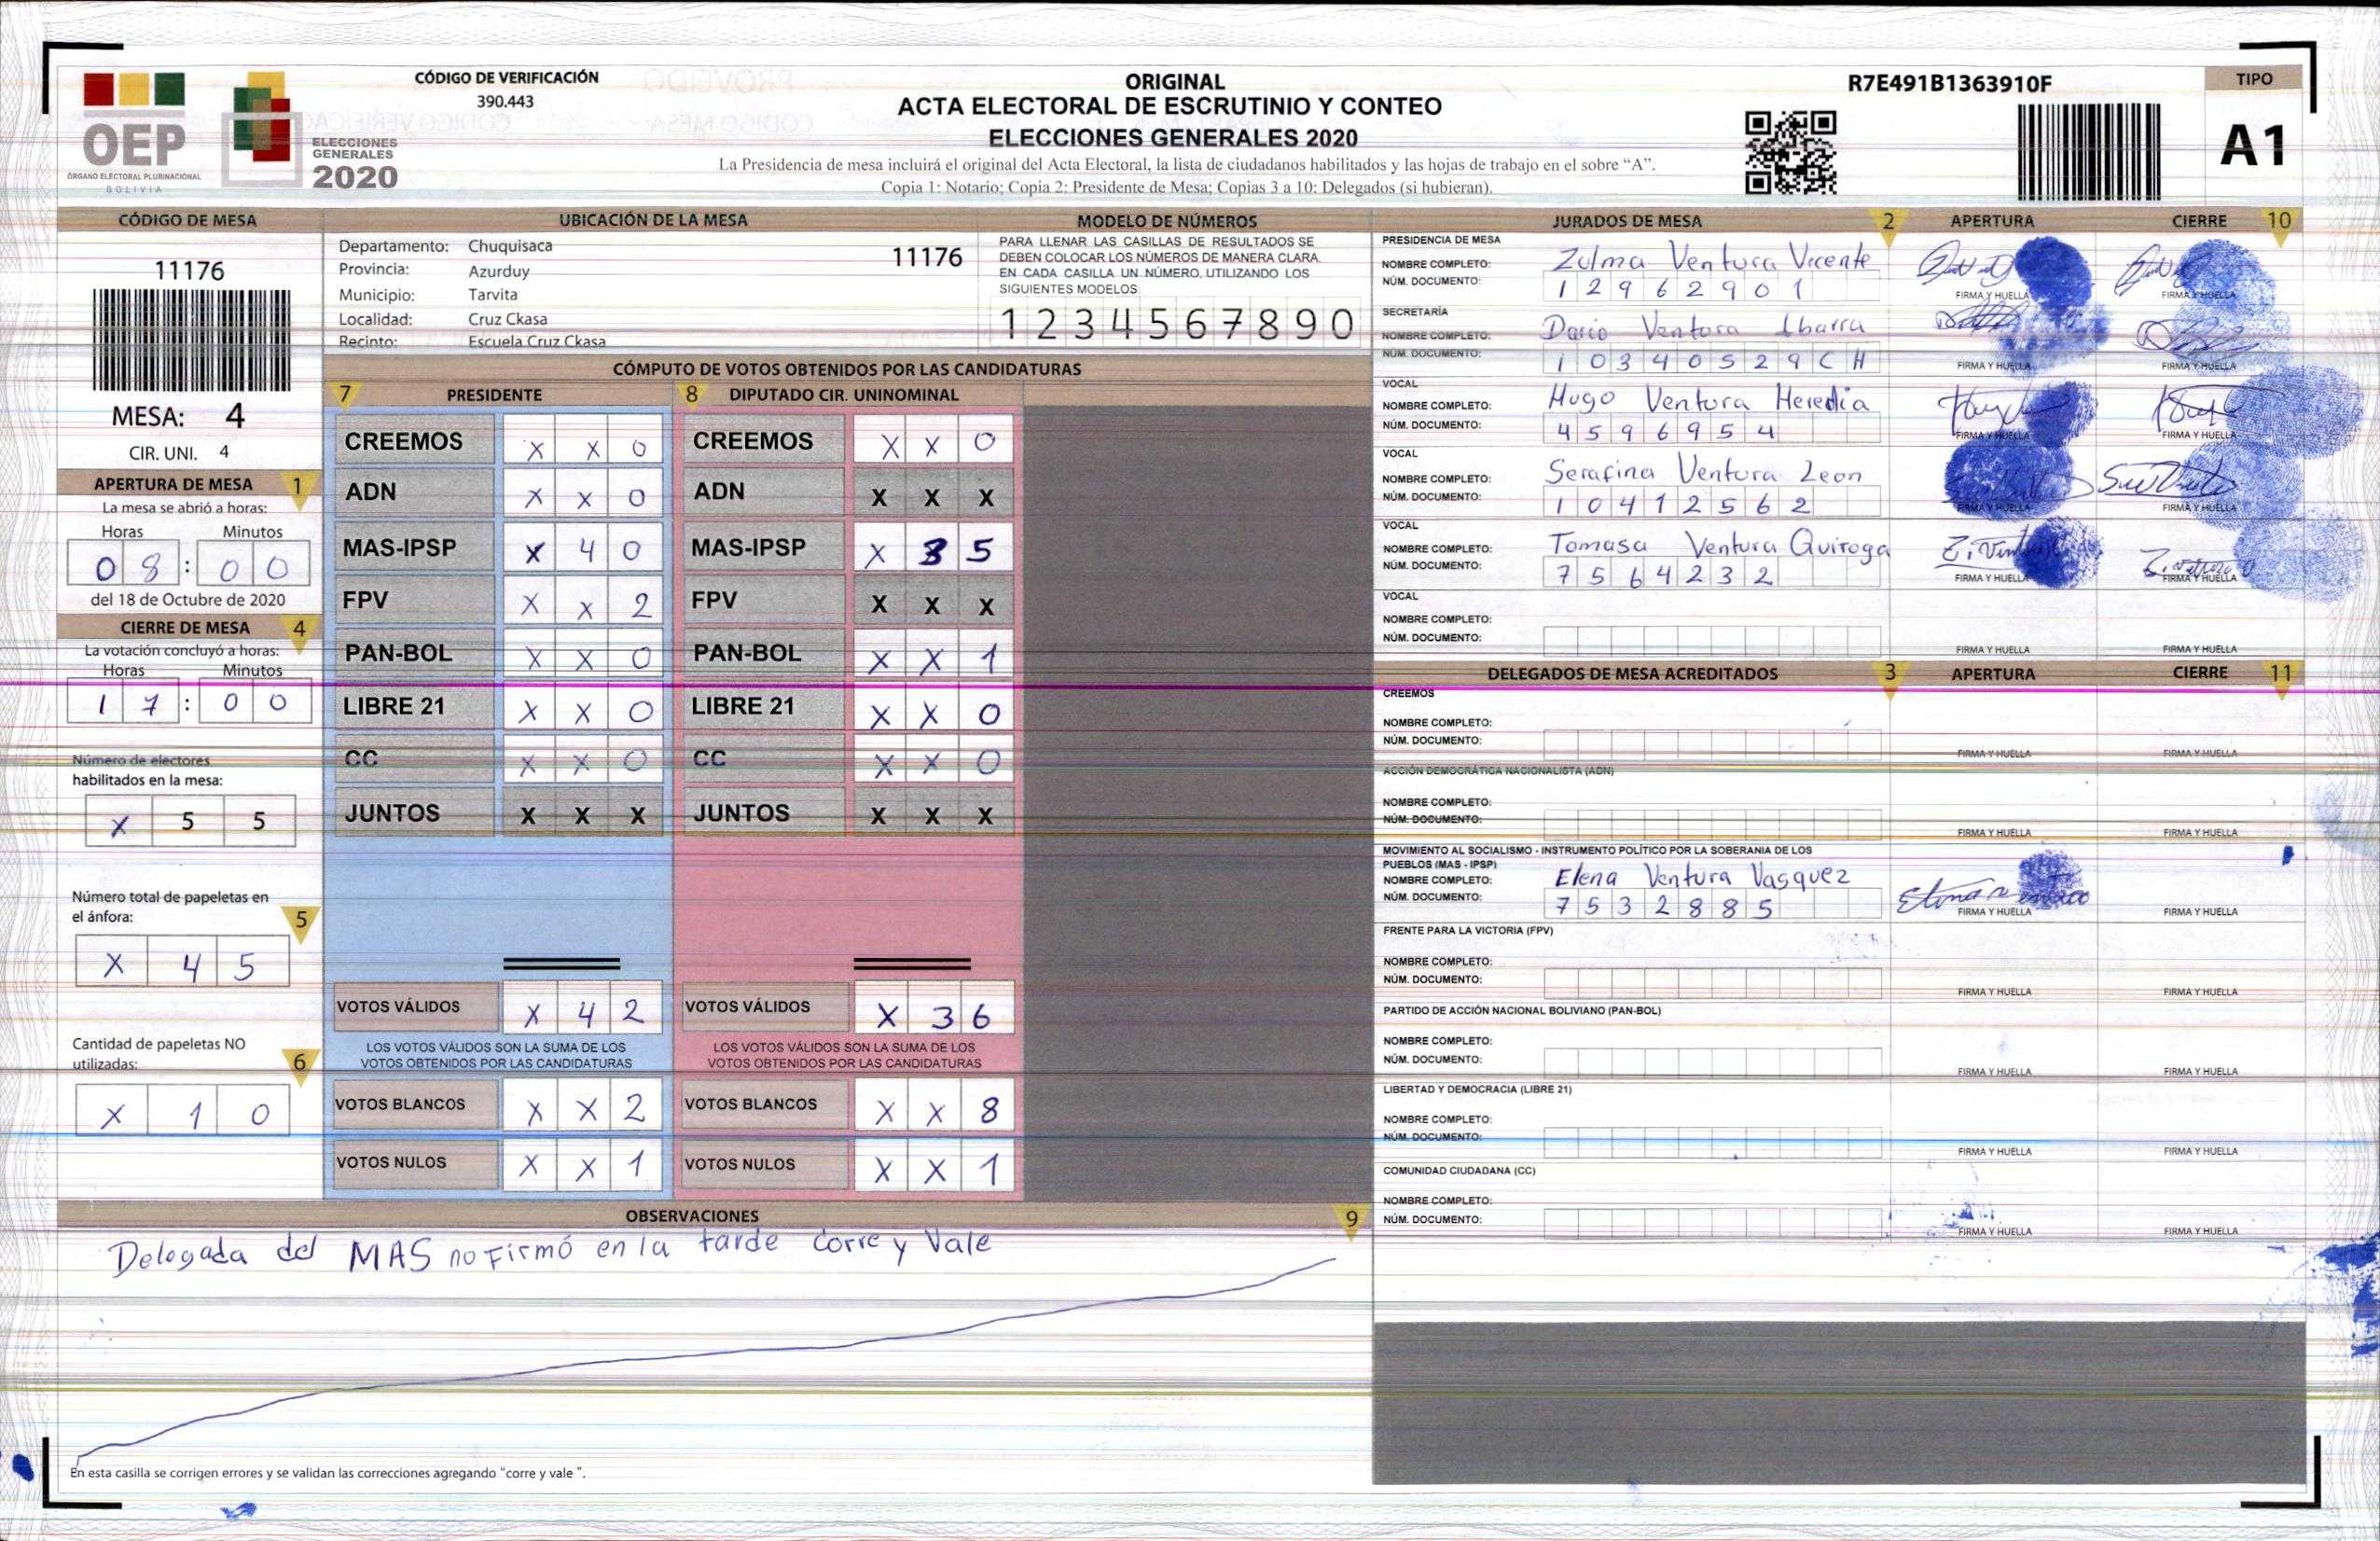 OEP
ÓRGANO ELECTORAL PLURINACIONAL
BOLIVIA
ELECCIONES
GENERALES
2020
CÓDIGO DE VERIFICACIÓN
390.443
ORIGINAL
ACTA ELECTORAL DE ESCRUTINIO Y CONTEO
ELECCIONES GENERALES 2020
La Presidencia de mesa incluirá el original del Acta Electoral, la lista de ciudadanos habilitados y las hojas de trabajo en el sobre “A”.
Copia 1: Notario; Copia 2: Presidente de Mesa; Copias 3 a 10: Delegados (si hubieran).
R7E491B1363910F
TIPO
A1
CÓDIGO DE MESA
11176
MESA: 4
CIR. UNI. 4
APERTURA DE MESA 1
La mesa se abrió a horas:
Horas Minutos
0 8 : 0 0
del 18 de Octubre de 2020
CIERRE DE MESA 4
La votación concluyó a horas:
Horas Minutos
1 7 : 0 0
Número de electores
habilitados en la mesa:
X 5 5
Número total de papeletas en
el ánfora: 5
X 4 5
Cantidad de papeletas NO
utilizadas: 6
X 1 0
UBICACIÓN DE LA MESA
Departamento: Chuquisaca
11176
Provincia: Azurduy
Municipio: Tarvita
Localidad: Cruz Ckasa
Recinto: Escuela Cruz Ckasa
MODELO DE NÚMEROS
PARA LLENAR LAS CASILLAS DE RESULTADOS SE
DEBEN COLOCAR LOS NÚMEROS DE MANERA CLARA.
EN CADA CASILLA UN NÚMERO, UTILIZANDO LOS
SIGUIENTES MODELOS
1 2 3 4 5 6 7 8 9 0
CÓMPUTO DE VOTOS OBTENIDOS POR LAS CANDIDATURAS
7 PRESIDENTE 8 DIPUTADO CIR. UNINOMINAL
CREEMOS X X 0 CREEMOS X X 0
ADN X X 0 ADN X X X
MAS-IPSP X 4 0 MAS-IPSP X 3 5
FPV X X 2 FPV X X X
PAN-BOL X X 0 PAN-BOL X X 1
LIBRE 21 X X 0 LIBRE 21 X X 0
CC X X 0 CC X X 0
JUNTOS X X X JUNTOS X X X
VOTOS VÁLIDOS X 4 2 VOTOS VÁLIDOS X 3 6
LOS VOTOS VÁLIDOS SON LA SUMA DE LOS LOS VOTOS VÁLIDOS SON LA SUMA DE LOS
VOTOS OBTENIDOS POR LAS CANDIDATURAS VOTOS OBTENIDOS POR LAS CANDIDATURAS
VOTOS BLANCOS X X 2 VOTOS BLANCOS X X 8
VOTOS NULOS X X 1 VOTOS NULOS X X 1
OBSERVACIONES 9
Delegada del MAS no Firmó en la tarde corre y Vale
En esta casilla se corrigen errores y se validan las correcciones agregando “corre y vale ”.
JURADOS DE MESA 2 APERTURA CIERRE 10
PRESIDENCIA DE MESA
NOMBRE COMPLETO: Zulma Ventura Vicente
NÚM. DOCUMENTO: 1 2 9 6 2 9 0 1
FIRMA Y HUELLA FIRMA Y HUELLA
SECRETARÍA
NOMBRE COMPLETO: Dario Ventura Ibarra
NÚM. DOCUMENTO: 1 0 3 4 0 5 2 9 C H
FIRMA Y HUELLA FIRMA Y HUELLA
VOCAL
NOMBRE COMPLETO: Hugo Ventura Heredia
NÚM. DOCUMENTO: 4 5 9 6 9 5 4
FIRMA Y HUELLA FIRMA Y HUELLA
VOCAL
NOMBRE COMPLETO: Serafina Ventura Leon
NÚM. DOCUMENTO: 1 0 4 1 2 5 6 2
FIRMA Y HUELLA FIRMA Y HUELLA
VOCAL
NOMBRE COMPLETO: Tomasa Ventura Quiroga
NÚM. DOCUMENTO: 7 5 6 4 2 3 2
FIRMA Y HUELLA FIRMA Y HUELLA
VOCAL
NOMBRE COMPLETO:
NÚM. DOCUMENTO:
FIRMA Y HUELLA FIRMA Y HUELLA
DELEGADOS DE MESA ACREDITADOS 3 APERTURA CIERRE 11
CREEMOS
NOMBRE COMPLETO:
NÚM. DOCUMENTO:
FIRMA Y HUELLA FIRMA Y HUELLA
ACCIÓN DEMOCRÁTICA NACIONALISTA (ADN)
NOMBRE COMPLETO:
NÚM. DOCUMENTO:
FIRMA Y HUELLA FIRMA Y HUELLA
MOVIMIENTO AL SOCIALISMO - INSTRUMENTO POLÍTICO POR LA SOBERANIA DE LOS
PUEBLOS (MAS - IPSP)
NOMBRE COMPLETO: Elena Ventura Vasquez
NÚM. DOCUMENTO: 7 5 3 2 8 8 5
FIRMA Y HUELLA FIRMA Y HUELLA
FRENTE PARA LA VICTORIA (FPV)
NOMBRE COMPLETO:
NÚM. DOCUMENTO:
FIRMA Y HUELLA FIRMA Y HUELLA
PARTIDO DE ACCIÓN NACIONAL BOLIVIANO (PAN-BOL)
NOMBRE COMPLETO:
NÚM. DOCUMENTO:
FIRMA Y HUELLA FIRMA Y HUELLA
LIBERTAD Y DEMOCRACIA (LIBRE 21)
NOMBRE COMPLETO:
NÚM. DOCUMENTO:
FIRMA Y HUELLA FIRMA Y HUELLA
COMUNIDAD CIUDADANA (CC)
NOMBRE COMPLETO:
NÚM. DOCUMENTO:
FIRMA Y HUELLA FIRMA Y HUELLA